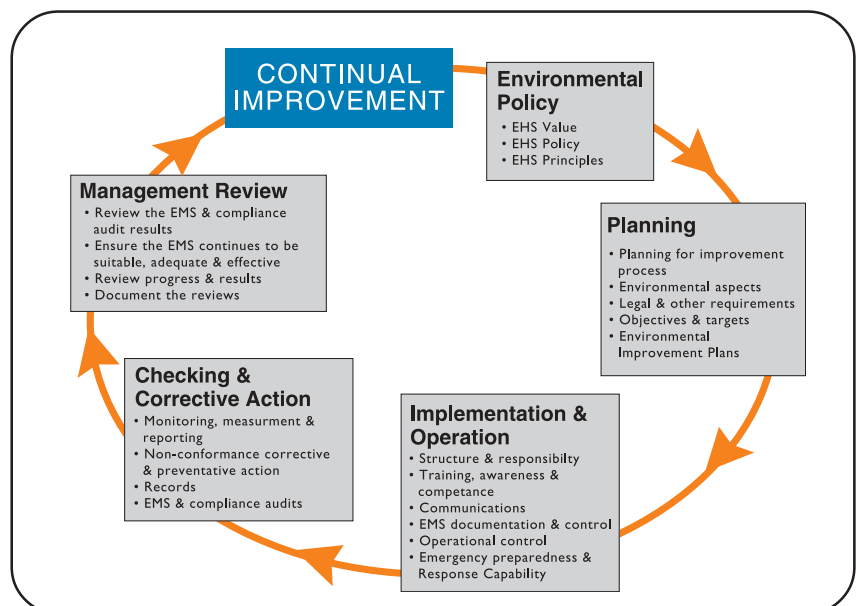 CONTINUAL
IMPROVEMENT
Environmental
Policy
• EHS Value
• EHS Policy
• EHS Principles
Planning
• Planning for improvement
process
• Environmental aspects
• Legal & other requirements
• Objectives & targets
• Environmental
Improvement Plans
Implementation &
Operation
• Structure & responsibilty
• Training, awareness &
competance
• Communications
• EMS documentation & control
• Operational control
• Emergency preparedness &
Response Capability
Checking &
Corrective Action
• Monitoring, measurment &
reporting
• Non-conformance corrective
& preventative action
• Records
• EMS & compliance audits
Management Review
• Review the EMS & compliance
audit results
• Ensure the EMS continues to be
suitable, adequate & effective
• Review progress & results
• Document the reviews